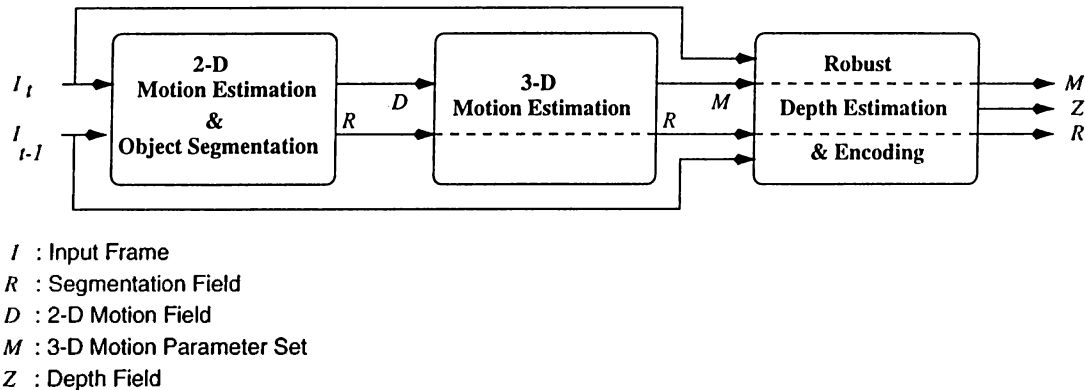 2-D
Motion Estimation
&
Object Segmentation
3-D
Motion Estimation
Robust
Depth Estimation
& Encoding
I t
I t-1
D
R
M
R
M
Z
R
I : Input Frame
R : Segmentation Field
D : 2-D Motion Field
M : 3-D Motion Parameter Set
Z : Depth Field